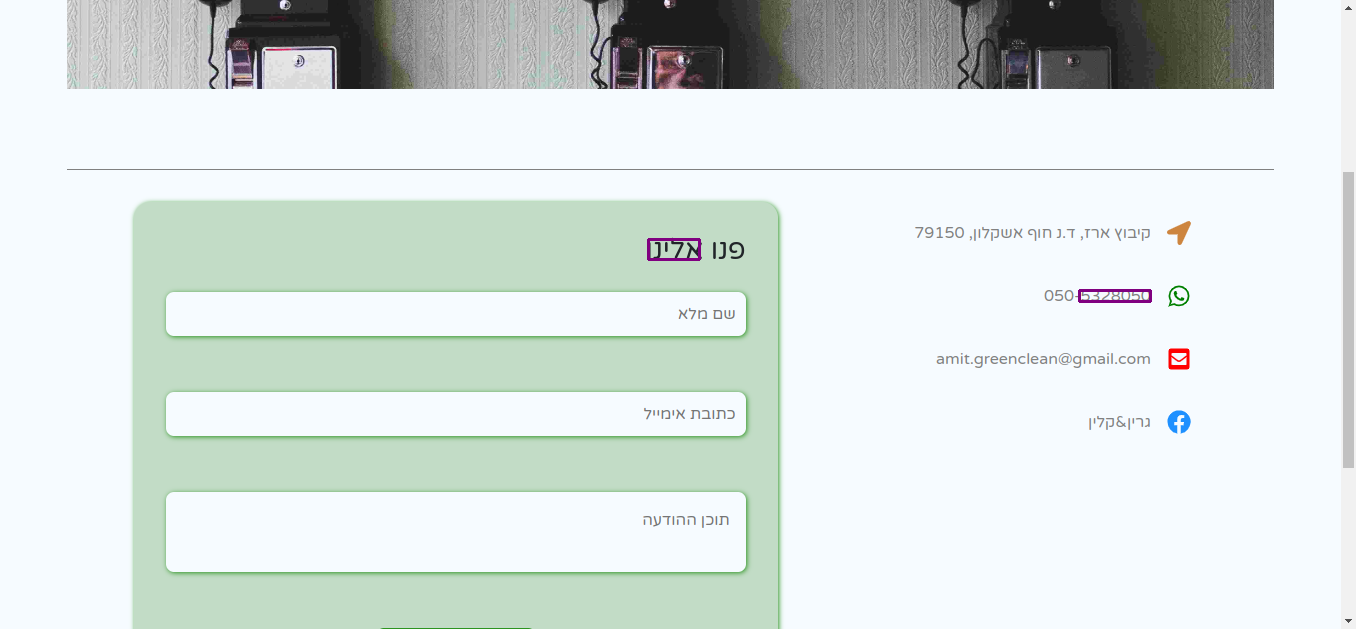 קיבוץ ארז, ד.נ חוף אשקלון, 79150
050-5328050
amit.greenclean@gmail.com
גרין&קלין
פנו אלינו
שם מלא
כתובת אימייל
תוכן ההודעה